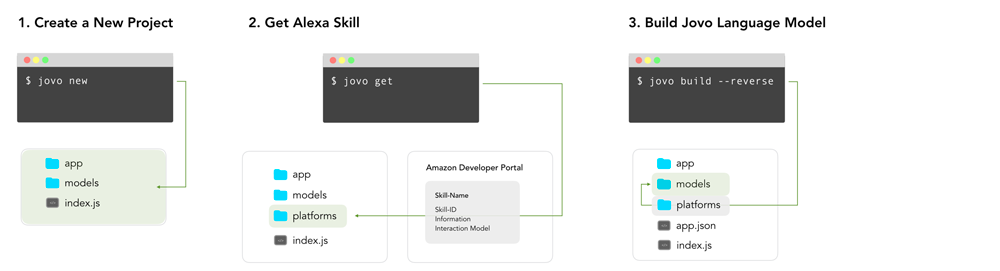 1. Create a New Project
$ jovo new
app
models
index.js
2. Get Alexa Skill
$ jovo get
app
models
platforms
index.js
Amazon Developer Portal
Skill-Name
Skill-ID
Information
Interaction Model
3. Build Jovo Language Model
$ jovo build --reverse
app
models
platforms
app.json
index.js